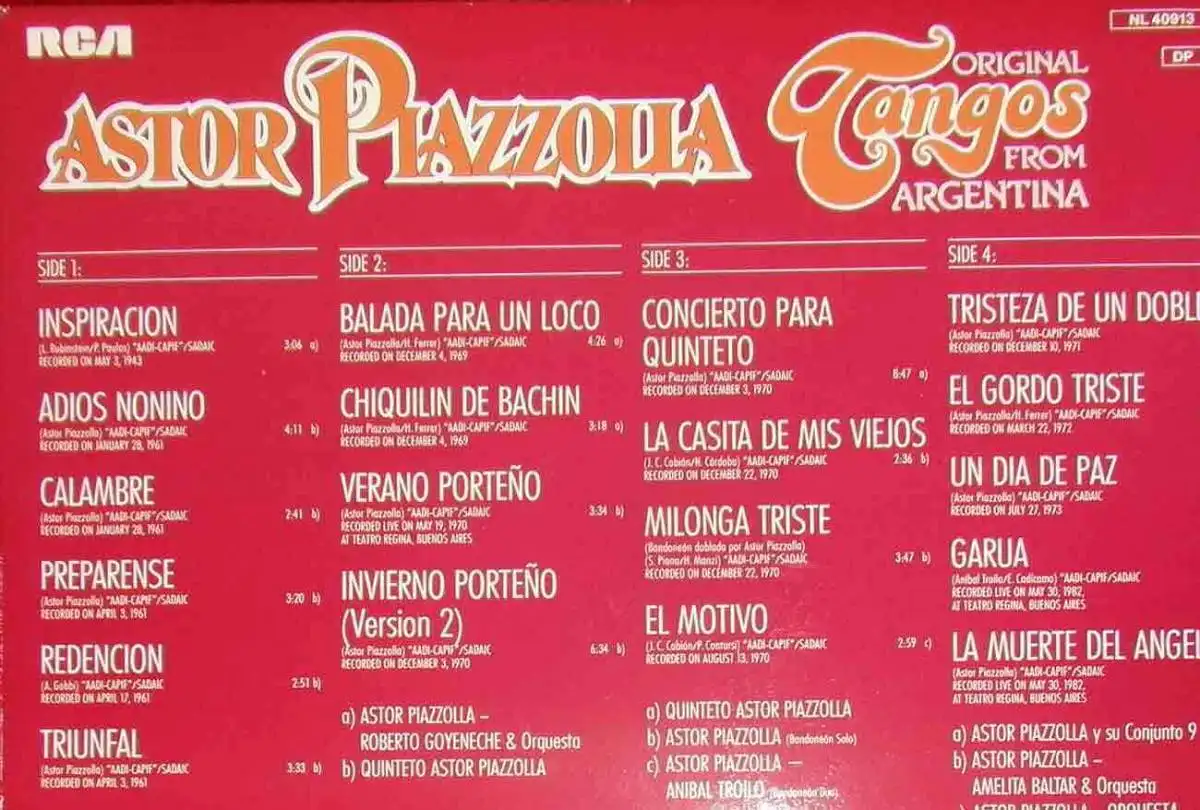 RCA
NL 40913
DP
ASTOR PIAZZOLLA
ORIGINAL
Tangos
FROM
ARGENTINA
SIDE 1:
INSPIRACION
(L. Rubinstein/P. Paulos) "AADI-CAPIF"/SADAIC 3:06 a)
RECORDED ON MAY 3, 1943
ADIOS NONINO
(Astor Piazzolla) "AADI-CAPIF"/SADAIC 4:11 b)
RECORDED ON JANUARY 28, 1961
CALAMBRE
(Astor Piazzolla) "AADI-CAPIF"/SADAIC 2:41 b)
RECORDED ON JANUARY 28, 1961
PREPARENSE
(Astor Piazzolla) "AADI-CAPIF"/SADAIC 3:20 b)
RECORDED ON APRIL 3, 1961
REDENCION
(A. Gobbi) "AADI-CAPIF"/SADAIC 2:51 b)
RECORDED ON APRIL 17, 1961
TRIUNFAL
(Astor Piazzolla) "AADI-CAPIF"/SADAIC 3:33 b)
RECORDED ON APRIL 3, 1961
SIDE 2:
BALADA PARA UN LOCO
(Astor Piazzolla/H. Ferrer) "AADI-CAPIF"/SADAIC 4:26 a)
RECORDED ON DECEMBER 4, 1969
CHIQUILIN DE BACHIN
(Astor Piazzolla/H. Ferrer) "AADI-CAPIF"/SADAIC 3:18 a)
RECORDED ON DECEMBER 4, 1969
VERANO PORTEÑO
(Astor Piazzolla) "AADI-CAPIF"/SADAIC 3:34 b)
RECORDED LIVE ON MAY 19, 1970
AT TEATRO REGINA, BUENOS AIRES
INVIERNO PORTEÑO
(Version 2)
(Astor Piazzolla) "AADI-CAPIF"/SADAIC 6:34 b)
RECORDED ON DECEMBER 3, 1970
a) ASTOR PIAZZOLLA –
ROBERTO GOYENECHE & Orquesta
b) QUINTETO ASTOR PIAZZOLLA
SIDE 3:
CONCIERTO PARA
QUINTETO
(Astor Piazzolla) "AADI-CAPIF"/SADAIC 8:47 a)
RECORDED ON DECEMBER 3, 1970
LA CASITA DE MIS VIEJOS
(J. C. Cobián/H. Córdoba) "AADI-CAPIF"/SADAIC 2:36 b)
RECORDED ON DECEMBER 22, 1970
MILONGA TRISTE
(Bandoneón doblado por Astor Piazzolla)
(S. Piana/H. Manzi) "AADI-CAPIF"/SADAIC 3:47 b)
RECORDED ON DECEMBER 22, 1970
EL MOTIVO
(J. C. Cobián/P. Contursi) "AADI-CAPIF"/SADAIC 2:59 c)
RECORDED ON AUGUST 13, 1970
a) QUINTETO ASTOR PIAZZOLLA
b) ASTOR PIAZZOLLA (Bandoneón Solo)
c) ASTOR PIAZZOLLA –
ANIBAL TROILO (Bandoneón Duo)
SIDE 4:
TRISTEZA DE UN DOBL
(Astor Piazzolla) "AADI-CAPIF"/SADAIC
RECORDED ON DECEMBER 10, 1971
EL GORDO TRISTE
(Astor Piazzolla/H. Ferrer) "AADI-CAPIF"/SADAIC
RECORDED ON MARCH 22, 1972
UN DIA DE PAZ
(Astor Piazzolla) "AADI-CAPIF"/SADAIC
RECORDED ON JULY 27, 1973
GARUA
(Anibal Troilo/E. Cadicamo) "AADI-CAPIF"/SADAIC
RECORDED LIVE ON MAY 30, 1982,
AT TEATRO REGINA, BUENOS AIRES
LA MUERTE DEL ANGEL
(Astor Piazzolla) "AADI-CAPIF"/SADAIC
RECORDED LIVE ON MAY 30, 1982,
AT TEATRO REGINA, BUENOS AIRES
a) ASTOR PIAZZOLLA y su Conjunto 9
b) ASTOR PIAZZOLLA –
AMELITA BALTAR & Orquesta
ASTOR PIAZZOLLA – ORQUESTA